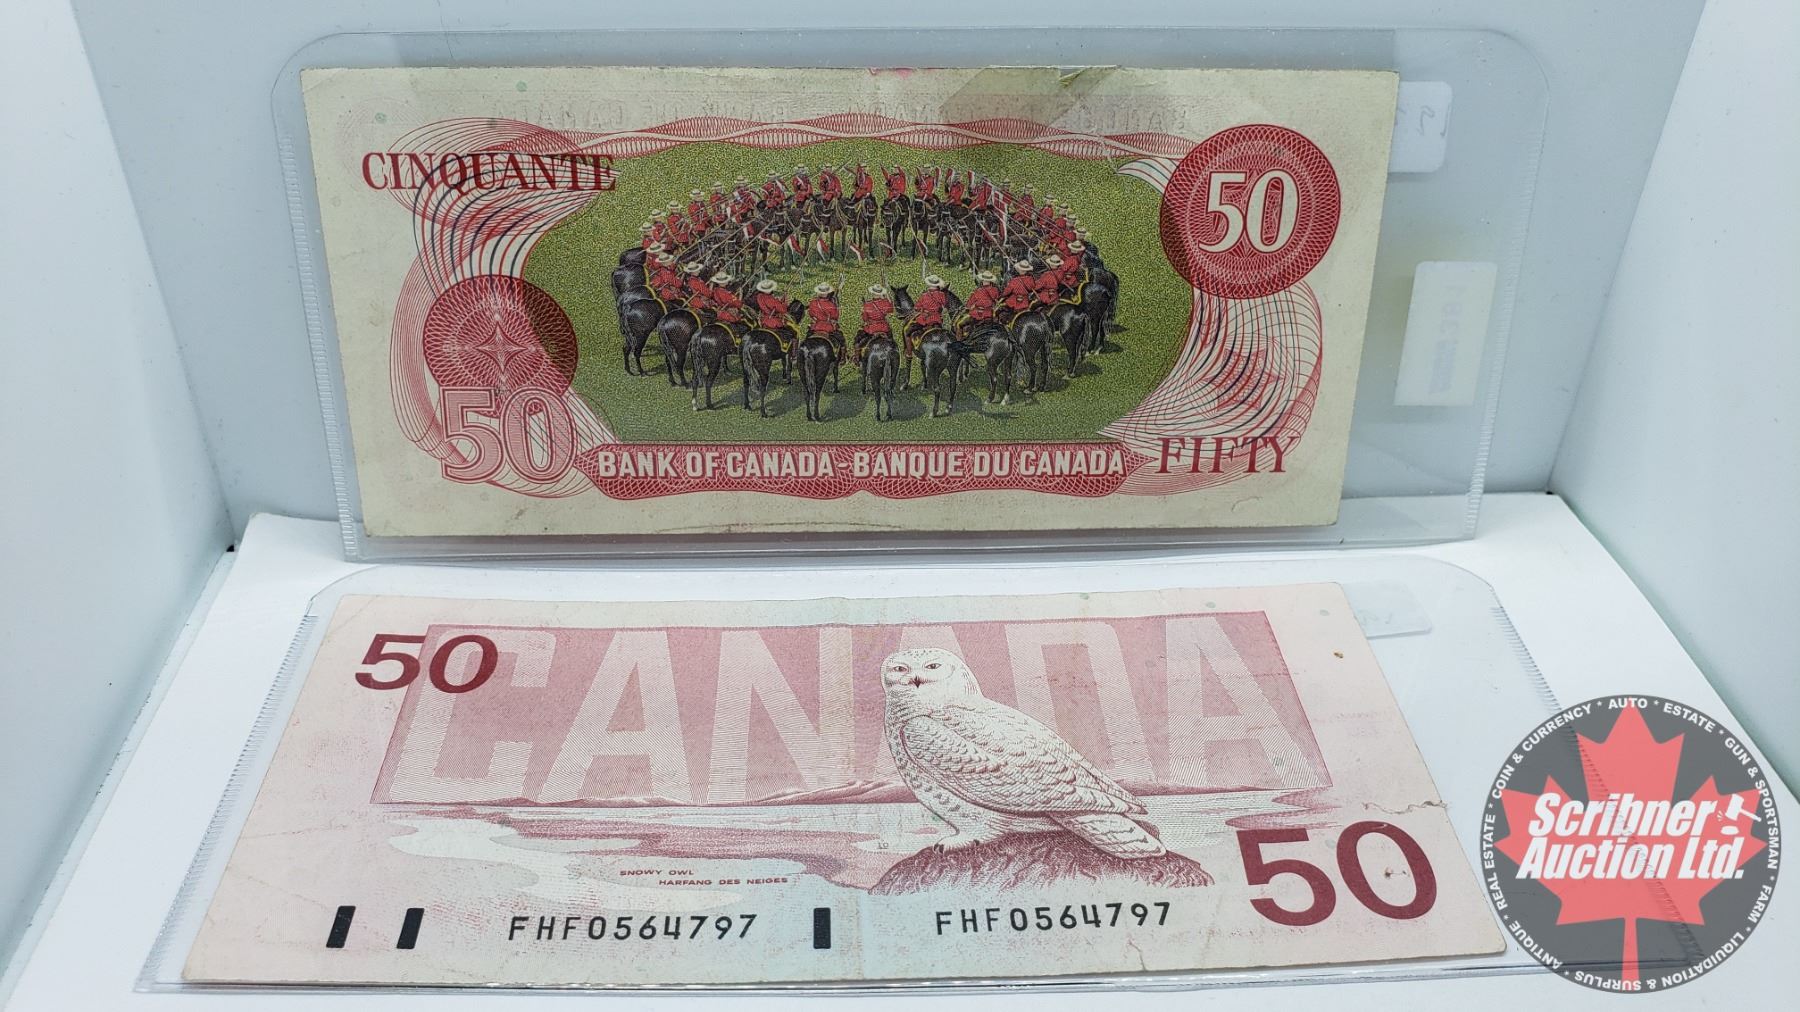 CINQUANTE
50
50
BANK OF CANADA - BANQUE DU CANADA
FIFTY
50
CANADA
SNOWY OWL
HARFANG DES NEIGES
FHF0564797
FHF0564797
50
COIN & CURRENCY * AUTO * ESTATE * GUN & SPORTSMAN * FARM * LIQUIDATION & SURPLUS * ANTIQUE * REAL ESTATE *
Scribner
Auction Ltd.